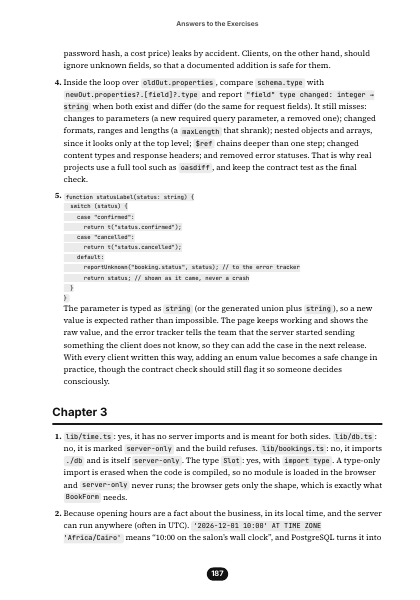 Answers to the Exercises
password hash, a cost price) leaks by accident. Clients, on the other hand, should
ignore unknown fields, so that a documented addition is safe for them.
4. Inside the loop over oldOut.properties, compare schema.type with
newOut.properties?.[field]?.type and report "field" type changed: integer →
string when both exist and differ (do the same for request fields). It still misses:
changes to parameters (a new required query parameter, a removed one); changed
formats, ranges and lengths (a maxLength that shrank); nested objects and arrays,
since it looks only at the top level; $ref chains deeper than one step; changed
content types and response headers; and removed error statuses. That is why real
projects use a full tool such as oasdiff, and keep the contract test as the final
check.
5. function statusLabel(status: string) {
switch (status) {
case "confirmed":
return t("status.confirmed");
case "cancelled":
return t("status.cancelled");
default:
reportUnknown("booking.status", status); // to the error tracker
return status; // shown as it came, never a crash
}
}
The parameter is typed as string (or the generated union plus string), so a new
value is expected rather than impossible. The page keeps working and shows the
raw value, and the error tracker tells the team that the server started sending
something the client does not know, so they can add the case in the next release.
With every client written this way, adding an enum value becomes a safe change in
practice, though the contract check should still flag it so someone decides
consciously.
Chapter 3
1. lib/time.ts: yes, it has no server imports and is meant for both sides. lib/db.ts:
no, it is marked server-only and the build refuses. lib/bookings.ts: no, it imports
./db and is itself server-only. The type Slot: yes, with import type. A type-only
import is erased when the code is compiled, so no module is loaded in the browser
and server-only never runs; the browser gets only the shape, which is exactly what
BookForm needs.
2. Because opening hours are a fact about the business, in its local time, and the server
can run anywhere (often in UTC). '2026-12-01 10:00' AT TIME ZONE
'Africa/Cairo' means "10:00 on the salon's wall clock", and PostgreSQL turns it into
187